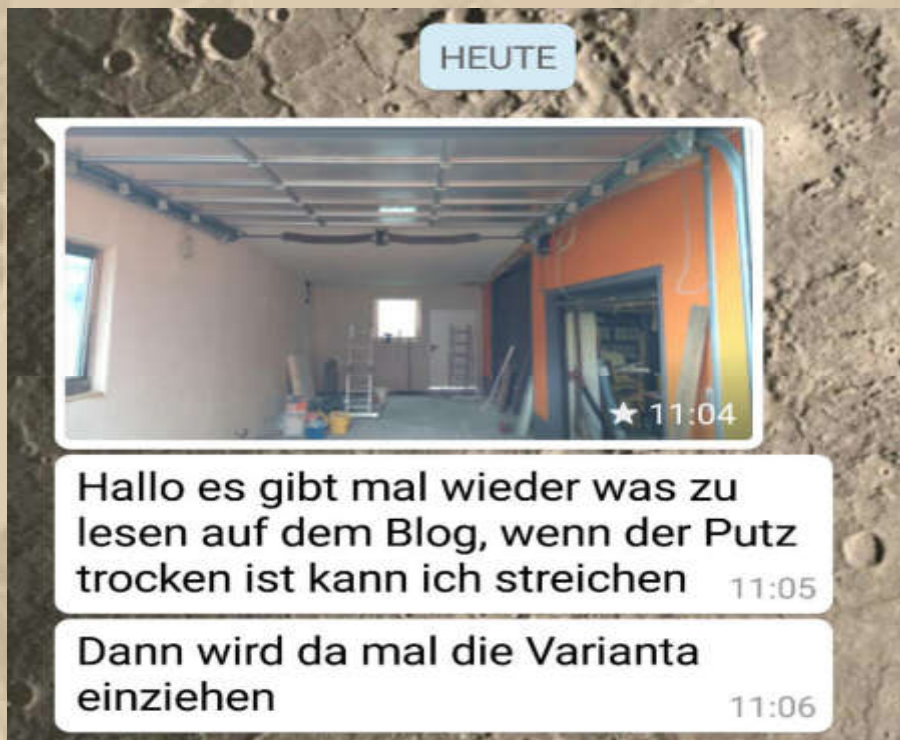 HEUTE
★ 11:04
Hallo es gibt mal wieder was zu
lesen auf dem Blog, wenn der Putz
trocken ist kann ich streichen 11:05
Dann wird da mal die Varianta
einziehen 11:06